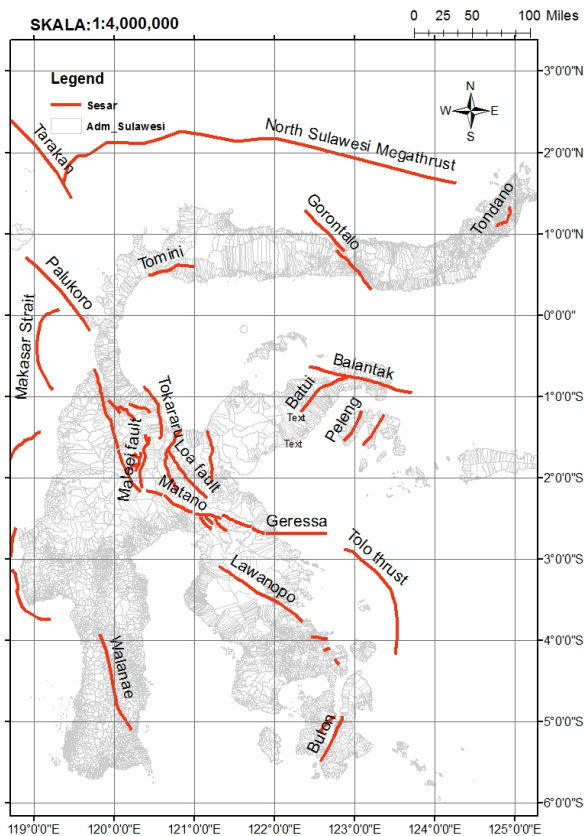 SKALA:1:4,000,000
0 25 50 100 Miles
Legend
Sesar
Adm_Sulawesi
N
W E
S
3°0'0"N
2°0'0"N
1°0'0"N
0°0'0"
1°0'0"S
2°0'0"S
3°0'0"S
4°0'0"S
5°0'0"S
6°0'0"S
Tarakan
North Sulawesi Megathrust
Tondano
Gorontalo
Tomini
Palukoro
Makasar Strait
Balantak
Batui
Text
Peleng
Text
Tokararu
Loa fault
Malei fault
Matano
Geressa
Tolo thrust
Lawanopo
Walanae
Buton
119°0'0"E 120°0'0"E 121°0'0"E 122°0'0"E 123°0'0"E 124°0'0"E 125°0'0"E